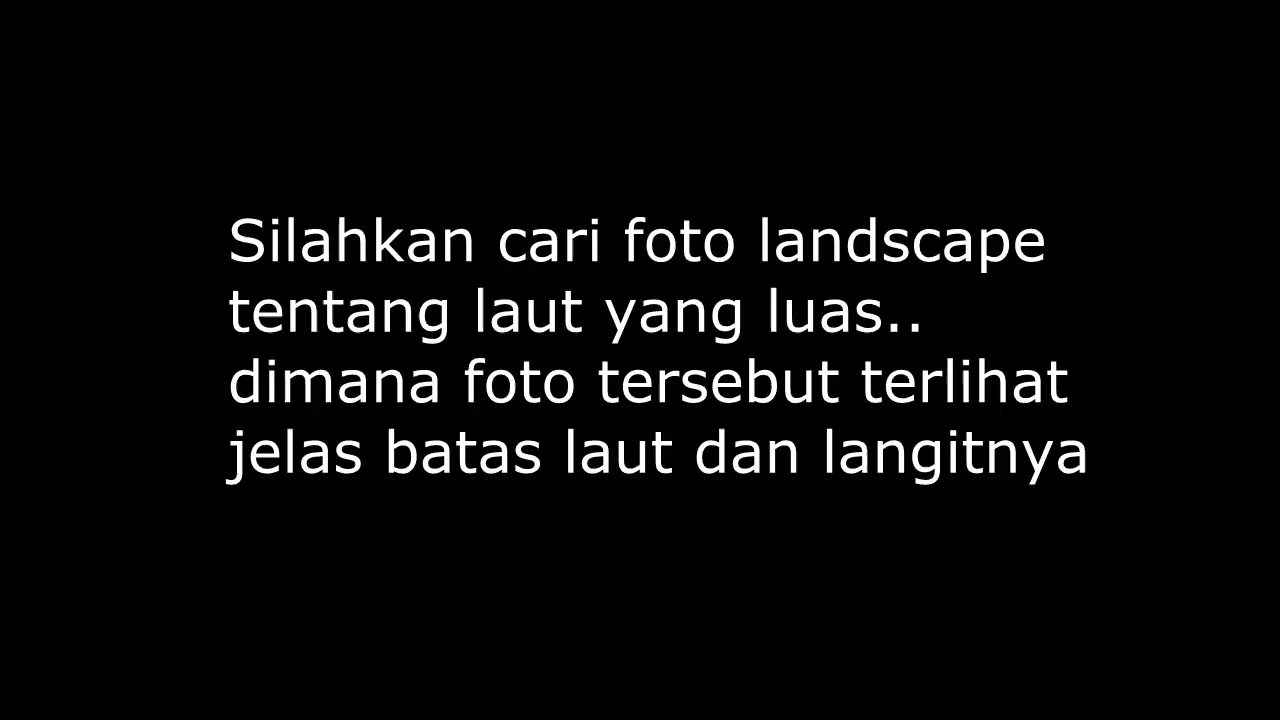 Silahkan cari foto landscape
tentang laut yang luas..
dimana foto tersebut terlihat
jelas batas laut dan langitnya